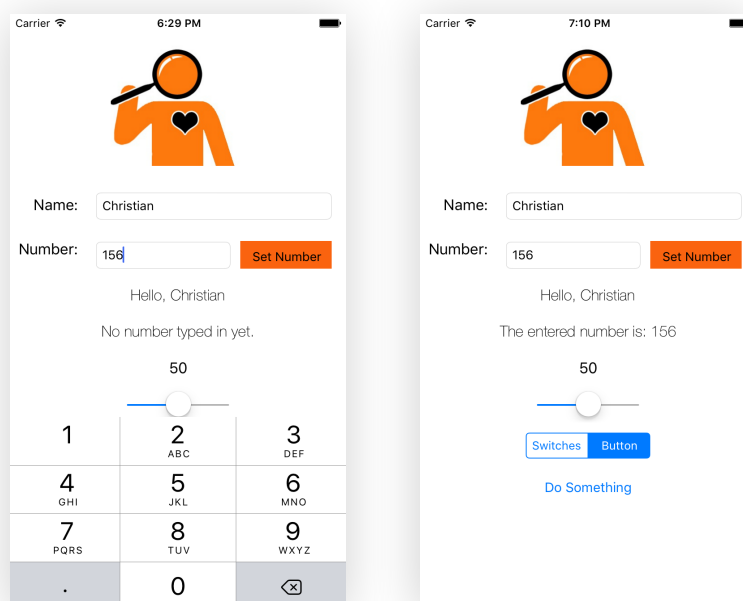 Carrier 6:29 PM
Name: Christian
Number: 156 Set Number
Hello, Christian
No number typed in yet.
50
1 2 3
ABC DEF
4 5 6
GHI JKL MNO
7 8 9
PQRS TUV WXYZ
. 0
Carrier 7:10 PM
Name: Christian
Number: 156 Set Number
Hello, Christian
The entered number is: 156
50
Switches Button
Do Something